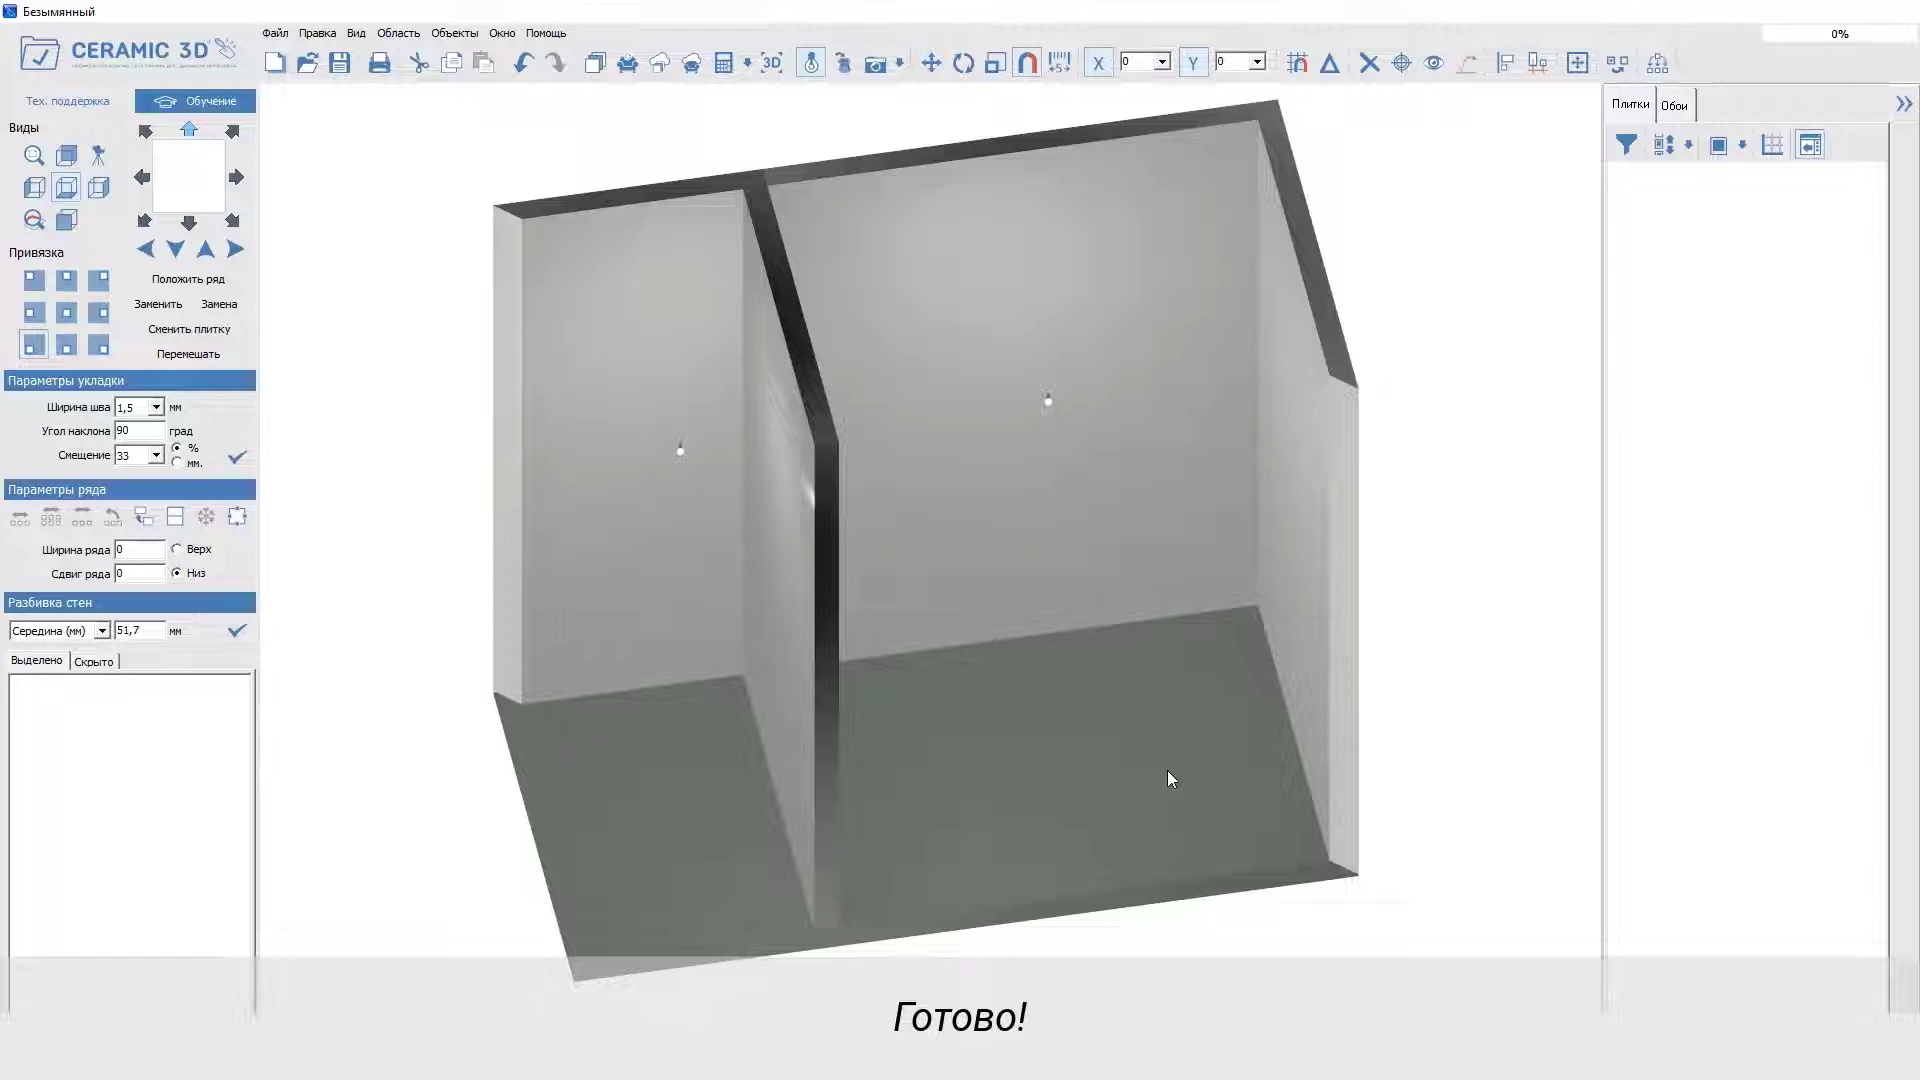 Безымянный
CERAMIC 3D
Файл Правка Вид Область Объекты Окно Помощь
0%
3D
X 0 Y 0
Тех. поддержка Обучение
Виды
Привязка
Положить ряд
Заменить Замена
Сменить плитку
Перемешать
Параметры укладки
Ширина шва 1,5 мм
Угол наклона 90 град
Смещение 33 %
мм.
Параметры ряда
Ширина ряда 0 Верх
Сдвиг ряда 0 Низ
Разбивка стен
Середина (мм) 51,7 мм
Выделено Скрыто
Плитки Обои
Готово!